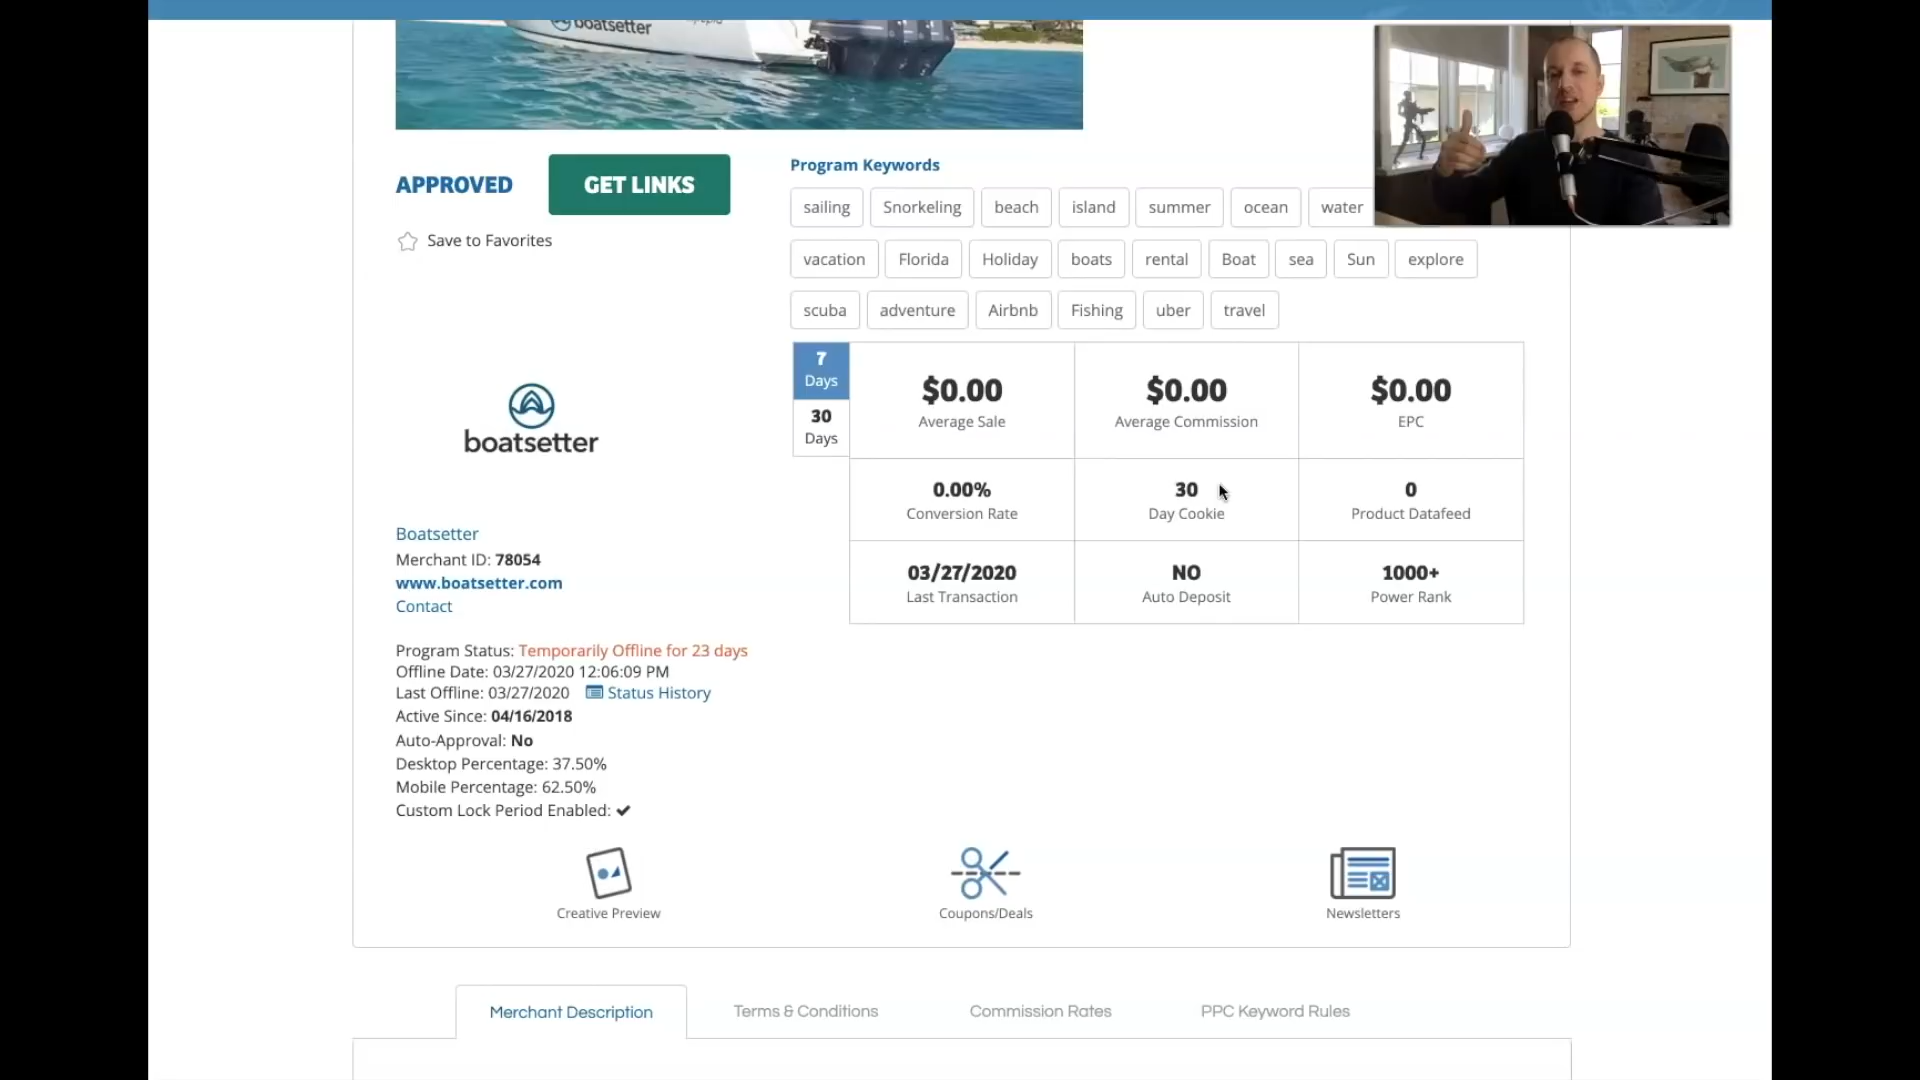 boatsetter
APPROVED
GET LINKS
Save to Favorites
Program Keywords
sailing Snorkeling beach island summer ocean water
vacation Florida Holiday boats rental Boat sea Sun explore
scuba adventure Airbnb Fishing uber travel
7 Days
30 Days
$0.00 $0.00 $0.00
Average Sale Average Commission EPC
0.00% 30 0
Conversion Rate Day Cookie Product Datafeed
03/27/2020 NO 1000+
Last Transaction Auto Deposit Power Rank
boatsetter
Boatsetter
Merchant ID: 78054
www.boatsetter.com
Contact
Program Status: Temporarily Offline for 23 days
Offline Date: 03/27/2020 12:06:09 PM
Last Offline: 03/27/2020 Status History
Active Since: 04/16/2018
Auto-Approval: No
Desktop Percentage: 37.50%
Mobile Percentage: 62.50%
Custom Lock Period Enabled: ✔
Creative Preview Coupons/Deals Newsletters
Merchant Description Terms & Conditions Commission Rates PPC Keyword Rules